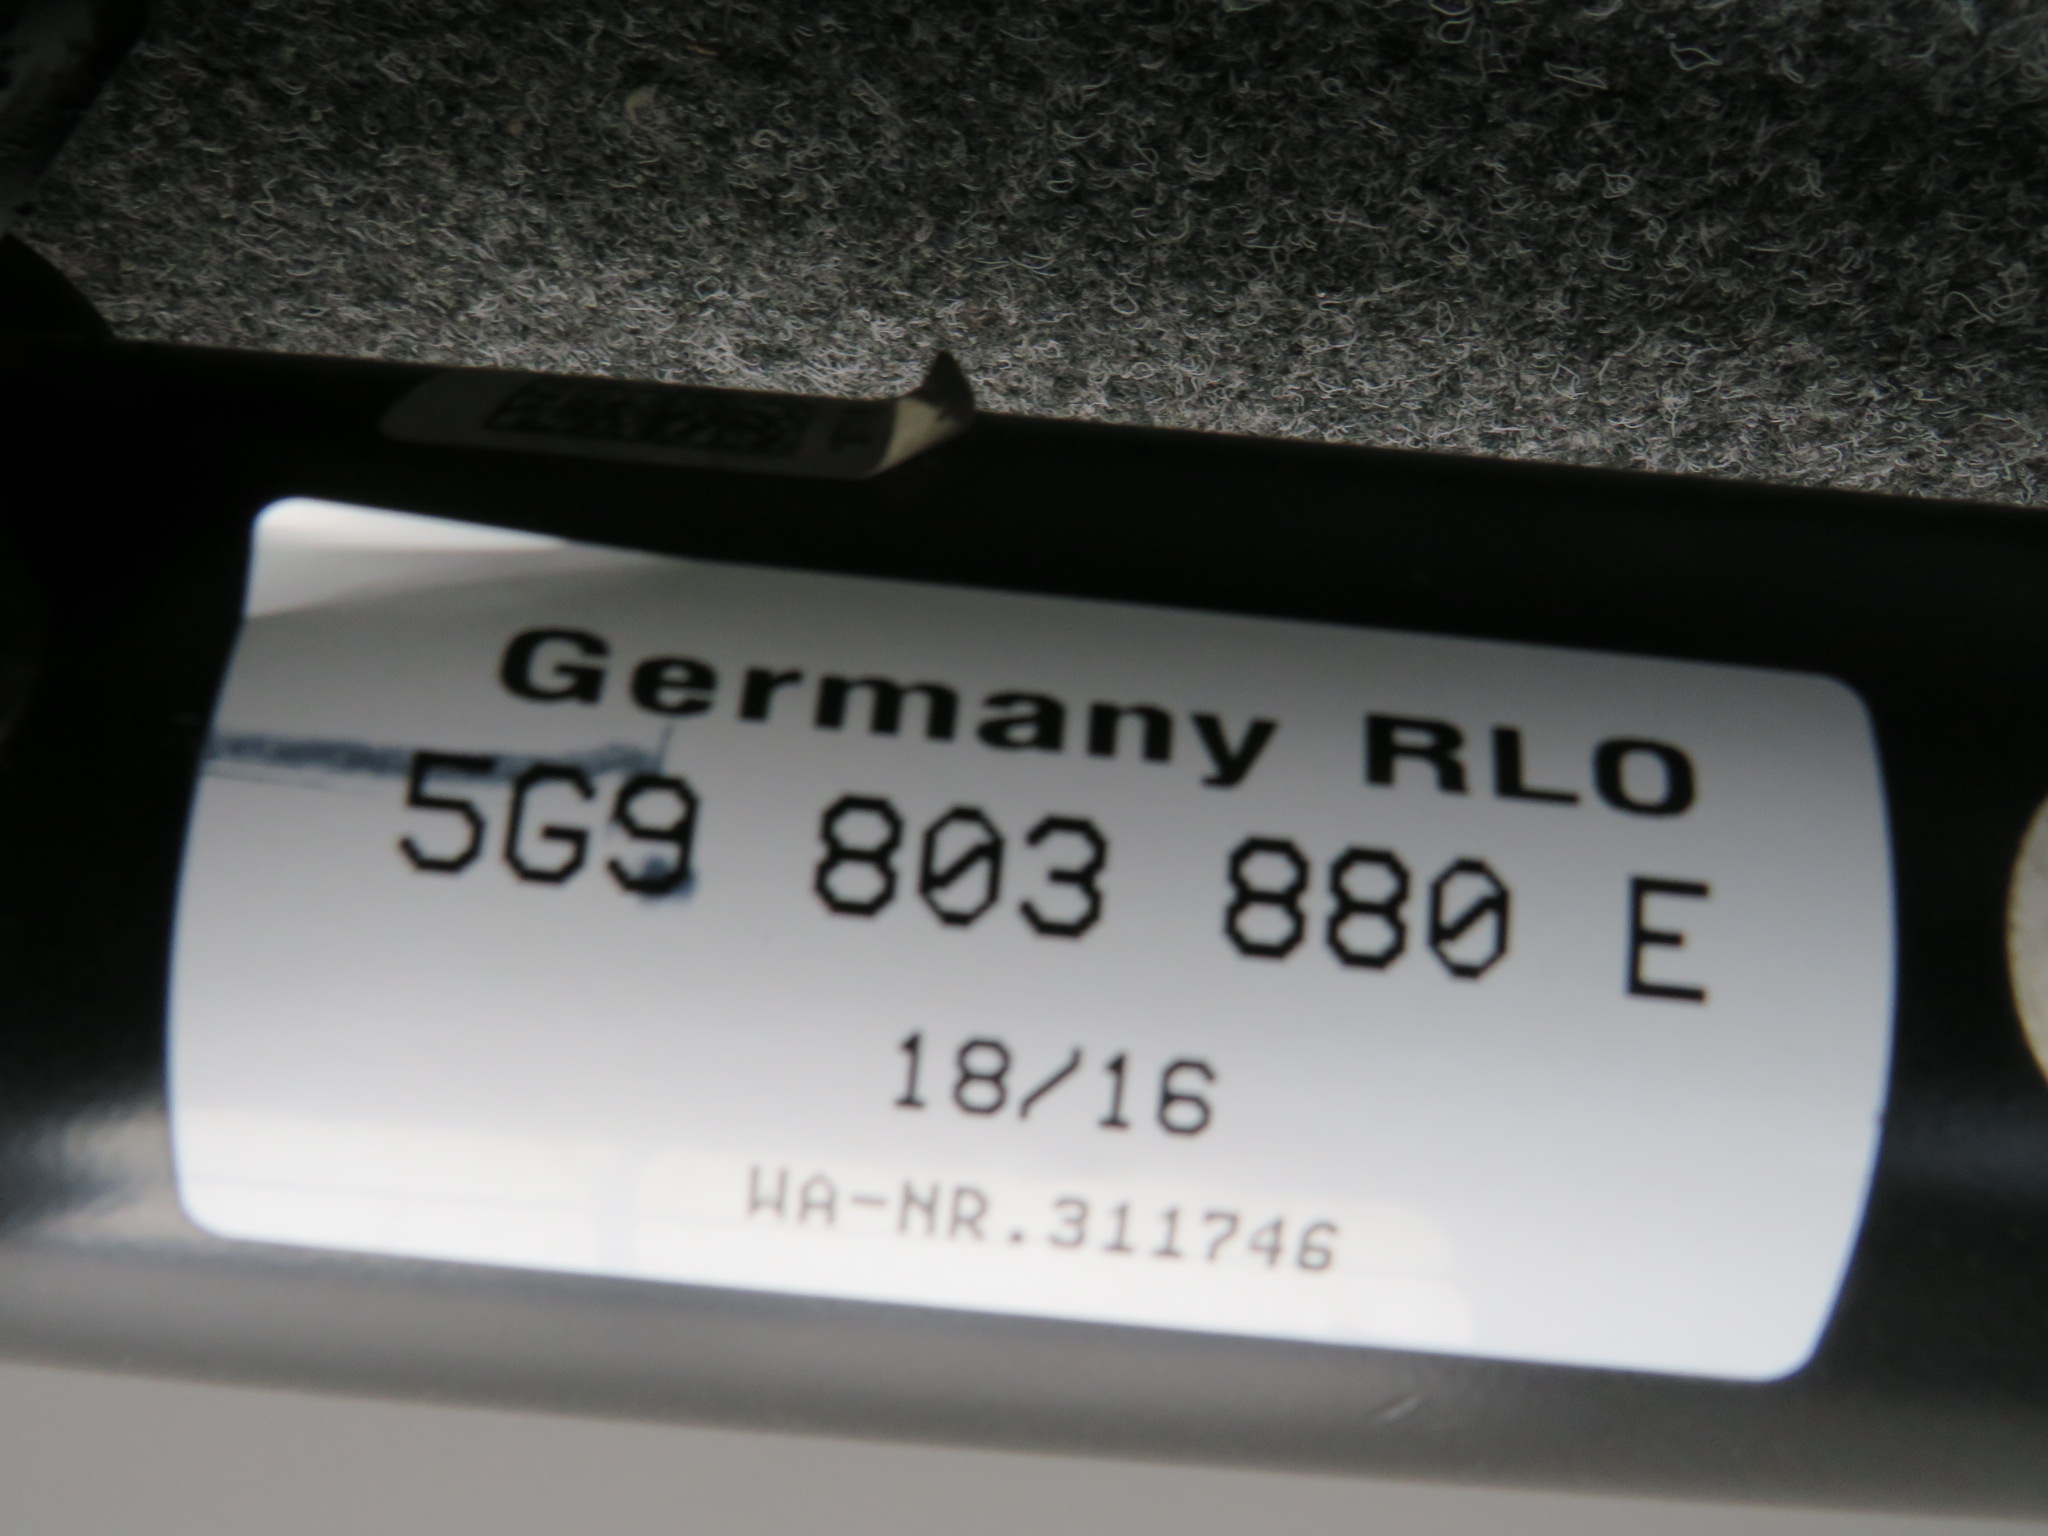 Germany RLO
5G9 803 880 E
18/16
WA-NR.311746